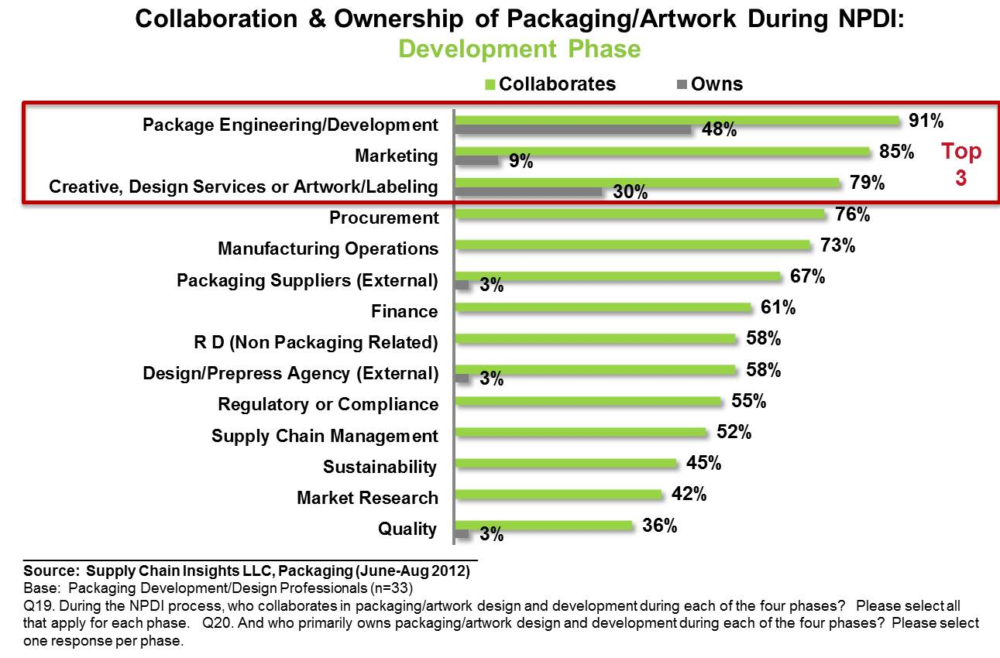 Collaboration & Ownership of Packaging/Artwork During NPDI:
Development Phase
Collaborates Owns
Package Engineering/Development 91%
48%
Marketing 85%
9%
Top
3
Creative, Design Services or Artwork/Labeling 79%
30%
Procurement 76%
Manufacturing Operations 73%
Packaging Suppliers (External) 67%
3%
Finance 61%
R D (Non Packaging Related) 58%
Design/Prepress Agency (External) 58%
3%
Regulatory or Compliance 55%
Supply Chain Management 52%
Sustainability 45%
Market Research 42%
Quality 36%
3%
Source: Supply Chain Insights LLC, Packaging (June-Aug 2012)
Base: Packaging Development/Design Professionals (n=33)
Q19. During the NPDI process, who collaborates in packaging/artwork design and development during each of the four phases? Please select all
that apply for each phase. Q20. And who primarily owns packaging/artwork design and development during each of the four phases? Please select
one response per phase.